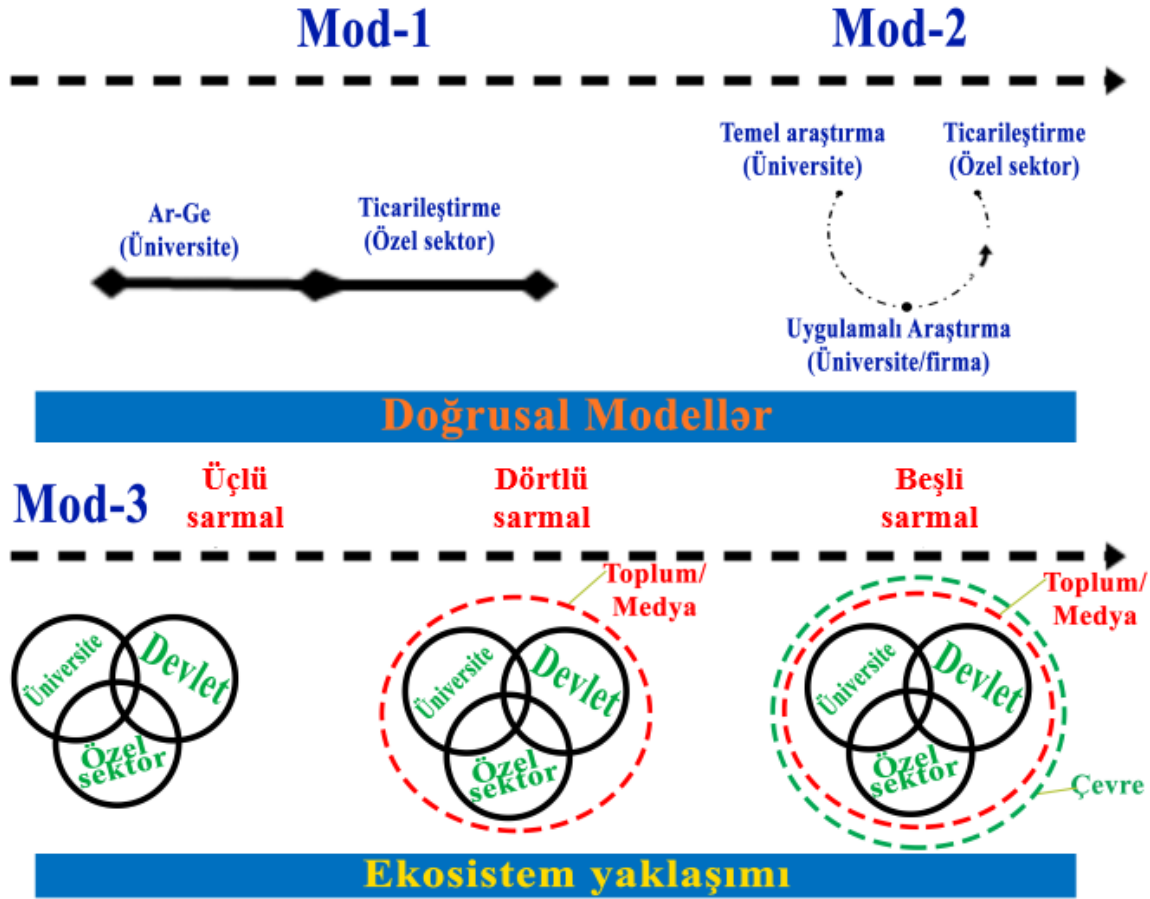 Mod-1
Mod-2
Ar-Ge
(Üniversite)
Ticarileştirme
(Özel sektor)
Temel araştırma
(Üniversite)
Ticarileştirme
(Özel sektor)
Uygulamalı Araştırma
(Üniversite/firma)
Doğrusal Modellər
Mod-3
Üçlü
sarmal
Dörtlü
sarmal
Beşli
sarmal
Üniversite
Devlet
Özel
sektor
Toplum/
Medya
Üniversite
Devlet
Özel
sektor
Toplum/
Medya
Üniversite
Devlet
Özel
sektor
Çevre
Ekosistem yaklaşımı